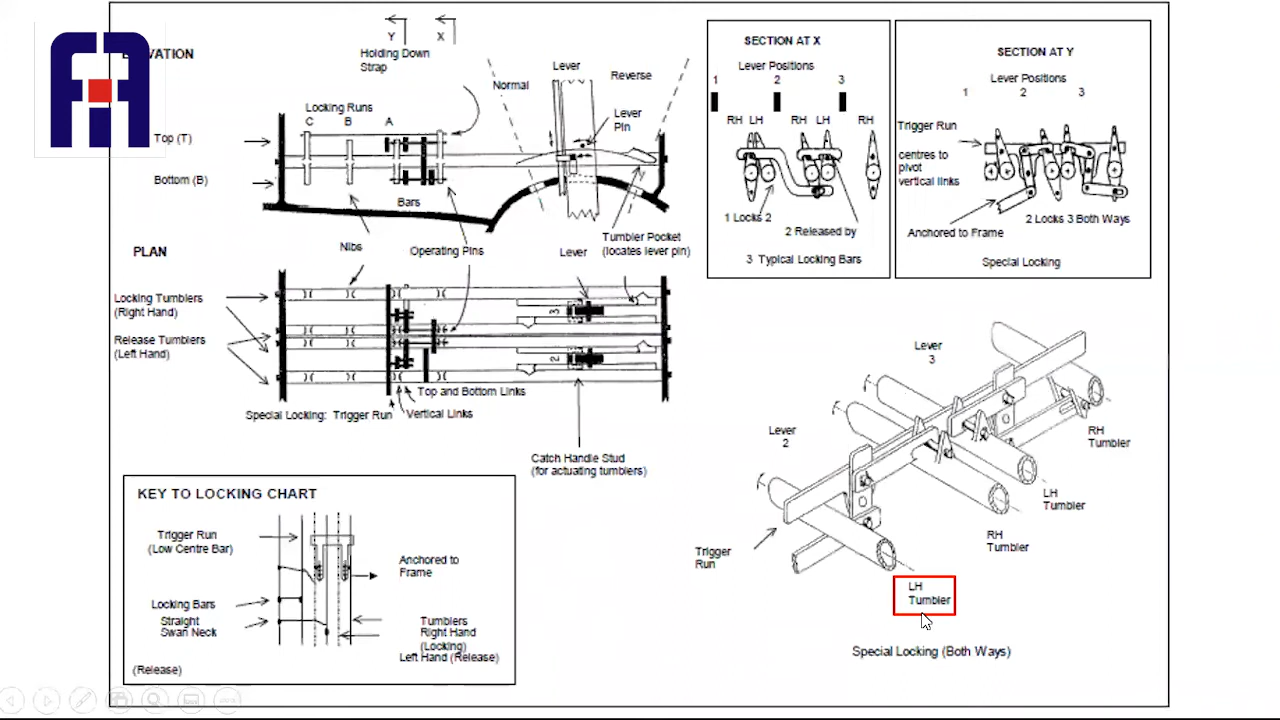 VATION
Y
X
Holding Down
Strap
Normal
Lever
Reverse
Locking Runs
C B A
Lever
Pin
Top (T)
Bottom (B)
Bars
Nibs
Operating Pins
Lever
Tumbler Pocket
(locates lever pin)
PLAN
Locking Tumblers
(Right Hand)
Release Tumblers
(Left Hand)
3
2
Top and Bottom Links
Special Locking: Trigger Run
Vertical Links
Catch Handle Stud
(for actuating tumblers)
SECTION AT X
Lever Positions
1 2 3
RH LH RH LH RH
1 Locks 2
2 Released by
3 Typical Locking Bars
SECTION AT Y
Lever Positions
1 2 3
Trigger Run
centres to
pivot
vertical links
2 Locks 3 Both Ways
Anchored to Frame
Special Locking
Lever
3
Lever
2
RH
Tumbler
LH
Tumbler
RH
Tumbler
Trigger
Run
LH
Tumbler
Special Locking (Both Ways)
KEY TO LOCKING CHART
Trigger Run
(Low Centre Bar)
Anchored to
Frame
Locking Bars
Straight
Swan Neck
Tumblers
Right Hand
(Locking)
Left Hand (Release)
(Release)